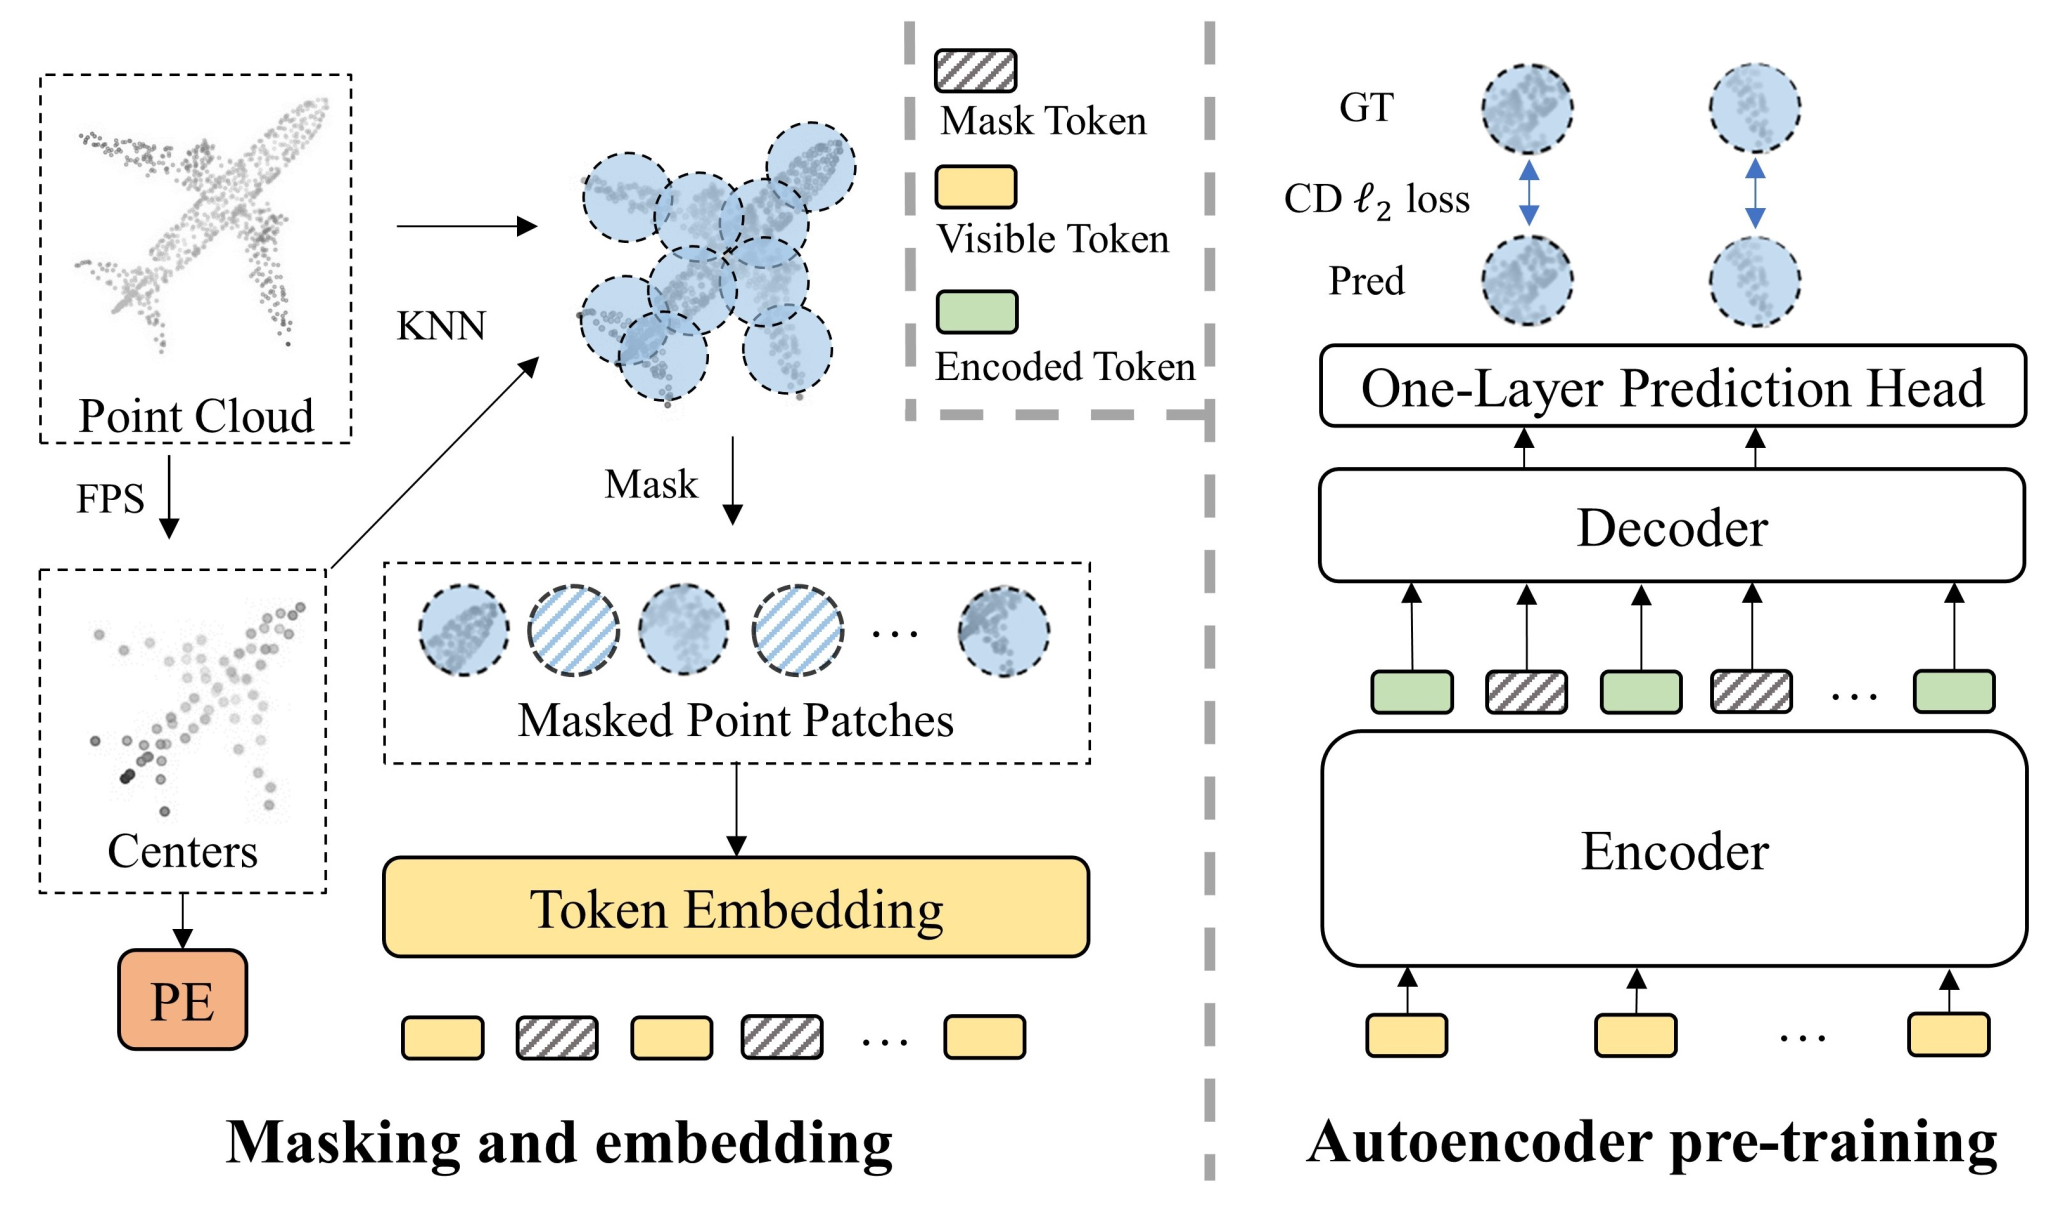 Point Cloud
FPS
Centers
PE
KNN
Mask
Masked Point Patches
...
Token Embedding
...
Masking and embedding
Mask Token
Visible Token
Encoded Token
GT
CD ℓ₂ loss
Pred
One-Layer Prediction Head
Decoder
...
Encoder
...
Autoencoder pre-training